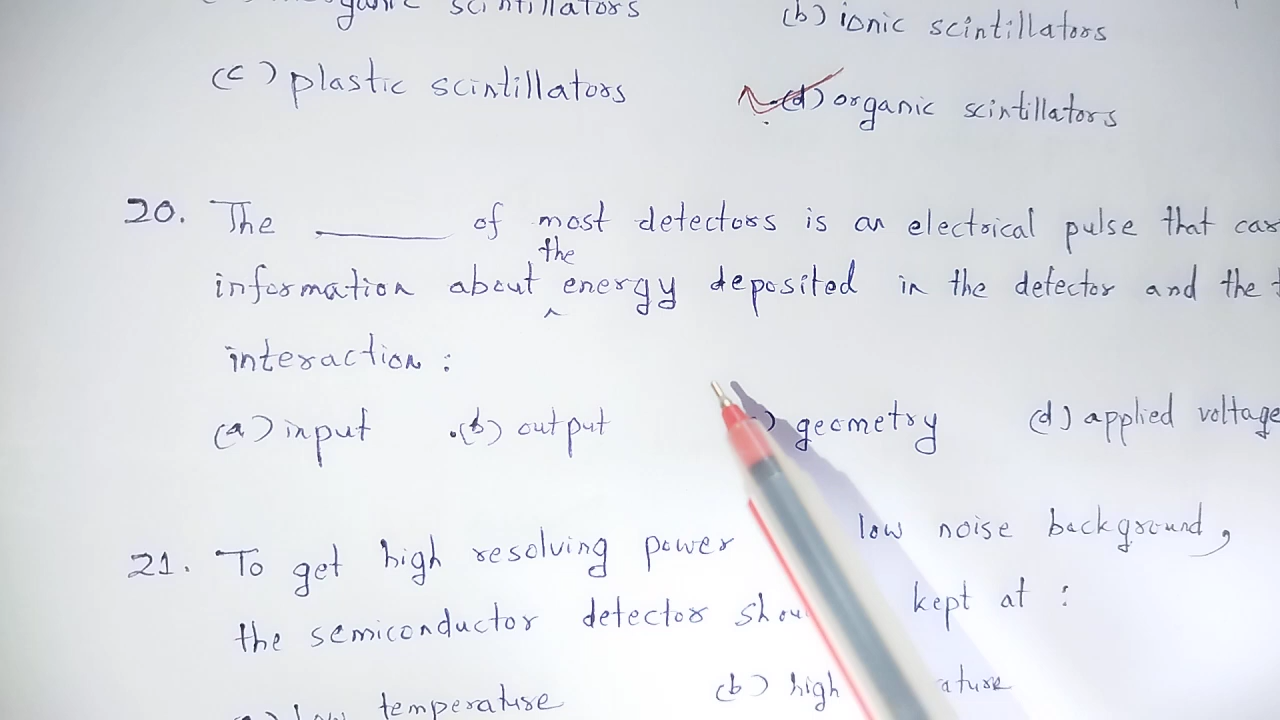 scintillators (b) ionic scintillators
(c) plastic scintillators (d) organic scintillators
20. The ______ of most detectors is an electrical pulse that
the
information about ^ energy deposited in the detector and the
interaction :
(a) input (b) output ) geometry (d) applied voltage
21. To get high resolving power low noise background,
the semiconductor detector kept at :
low temperature (b) high